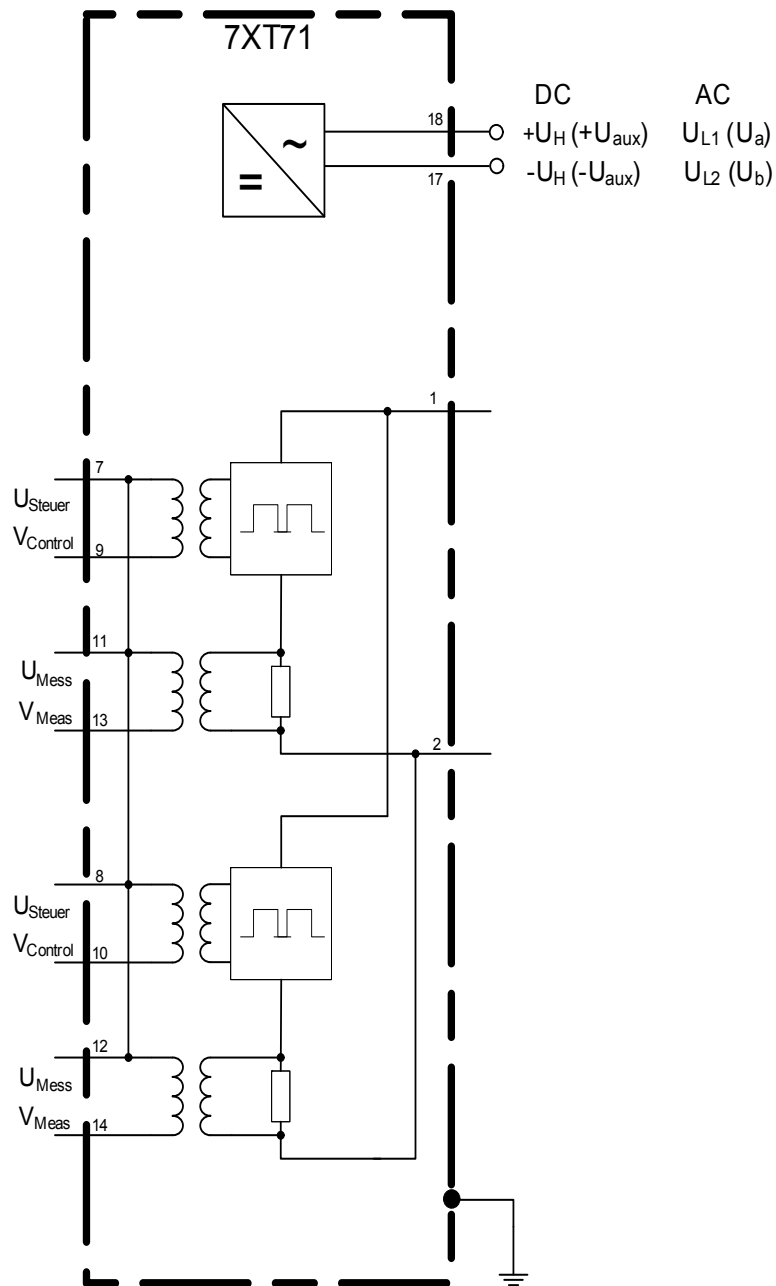 7XT71
DC AC
18 +U_H (+U_aux) U_L1 (U_a)
17 -U_H (-U_aux) U_L2 (U_b)
~
=
1
7
U_Steuer
V_Control
9
11
U_Mess
V_Meas
13
2
8
U_Steuer
V_Control
10
12
U_Mess
V_Meas
14